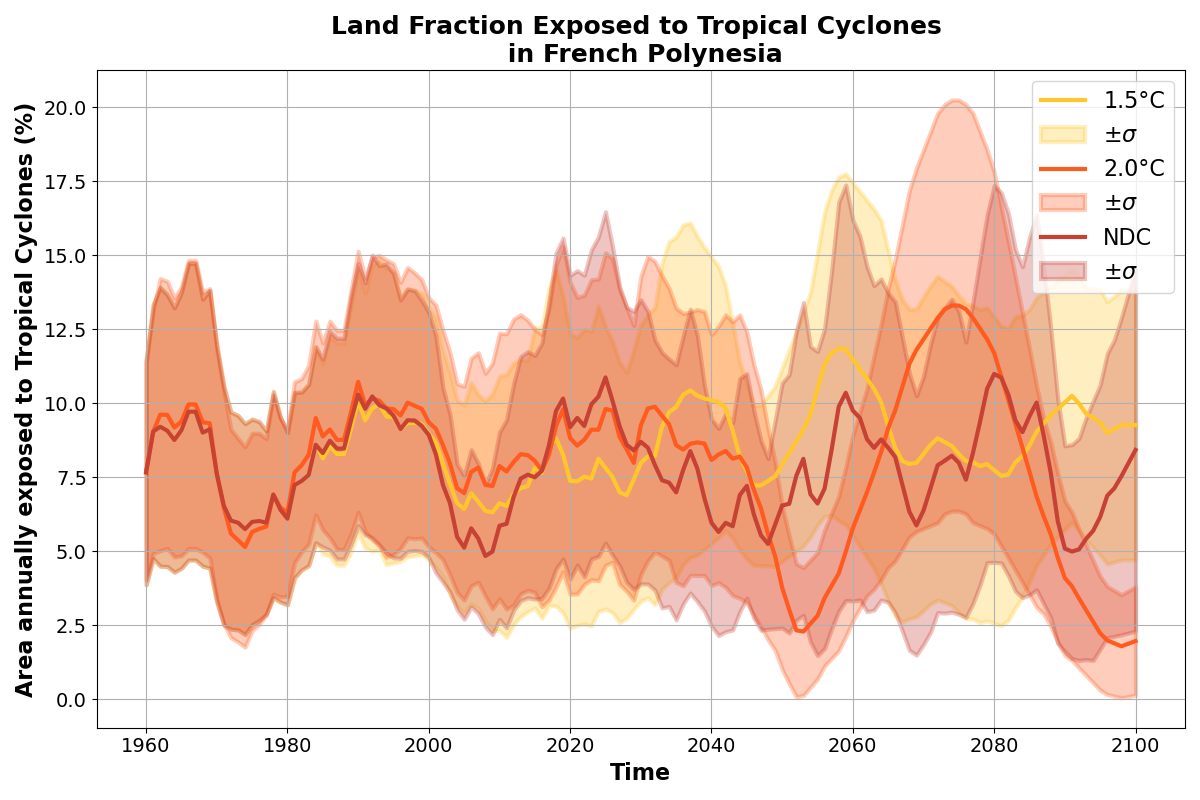 Land Fraction Exposed to Tropical Cyclones
in French Polynesia
Area annually exposed to Tropical Cyclones (%)
20.0
17.5
15.0
12.5
10.0
7.5
5.0
2.5
0.0
1.5°C
±σ
2.0°C
±σ
NDC
±σ
1960
1980
2000
2020
2040
2060
2080
2100
Time